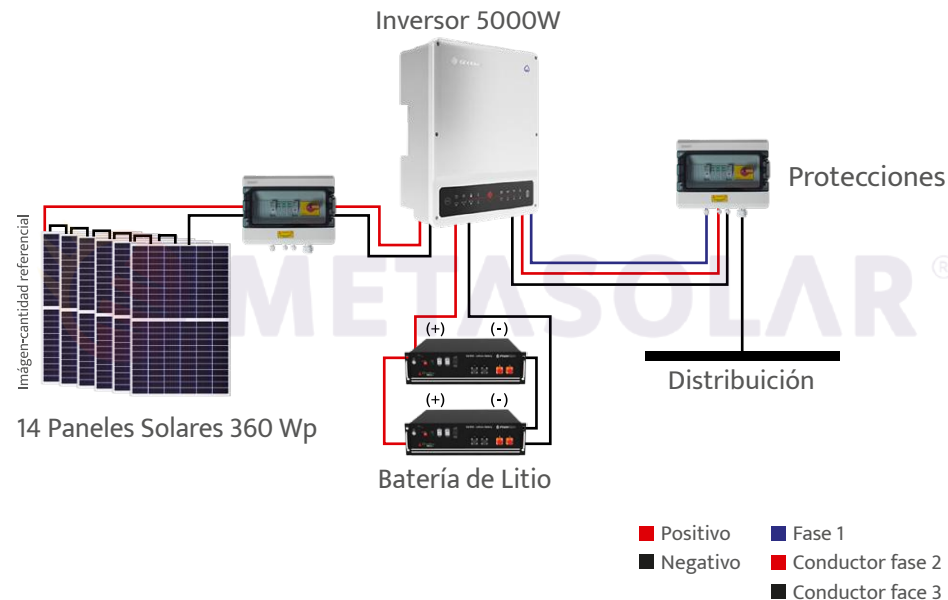 Inversor 5000W
Protecciones
Imágen-cantidad referencial
METASOLAR®
(+) (-)
Distribuición
(+) (-)
14 Paneles Solares 360 Wp
Batería de Litio
Positivo
Negativo
Fase 1
Conductor fase 2
Conductor face 3